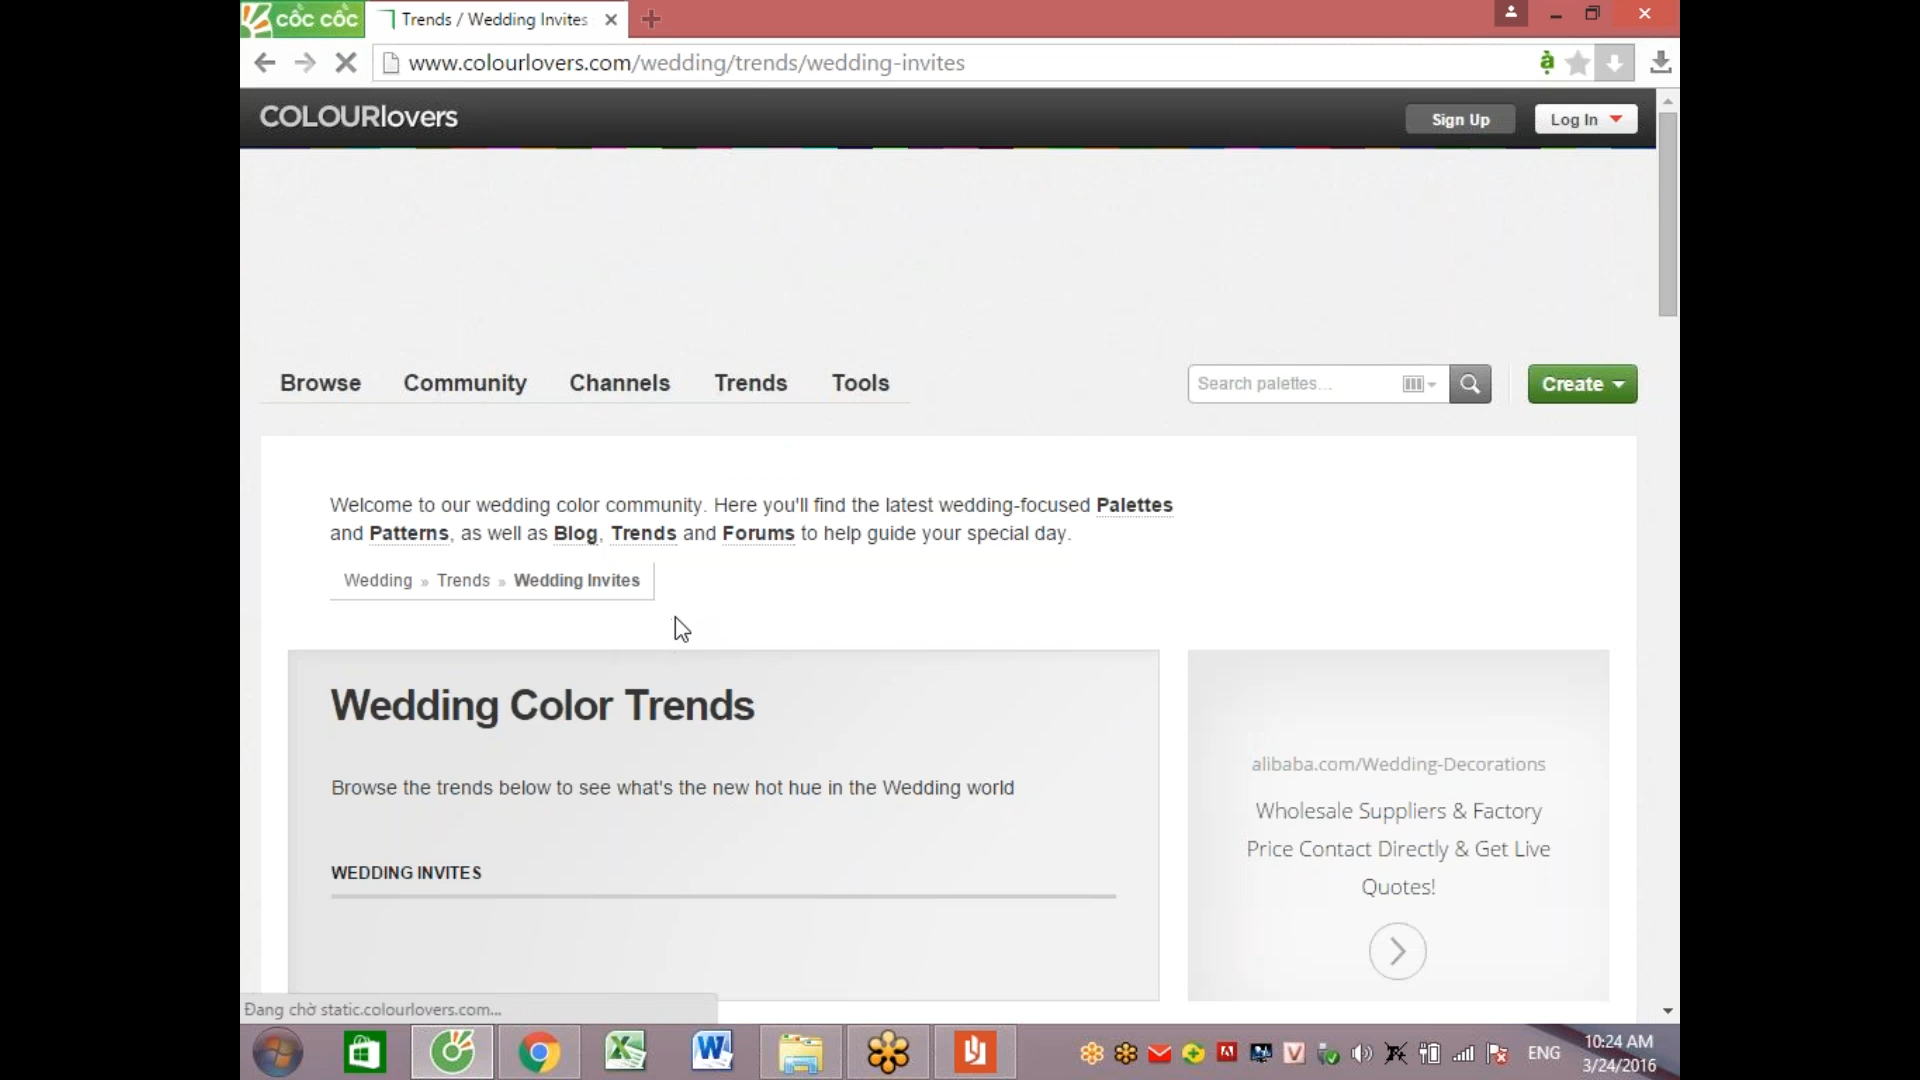 cốc cốc
Trends / Wedding Invites
www.colourlovers.com/wedding/trends/wedding-invites
COLOURlovers
Sign Up
Log In
Browse
Community
Channels
Trends
Tools
Search palettes...
Create
Welcome to our wedding color community. Here you'll find the latest wedding-focused Palettes
and Patterns, as well as Blog, Trends and Forums to help guide your special day.
Wedding » Trends » Wedding Invites
Wedding Color Trends
Browse the trends below to see what's the new hot hue in the Wedding world
WEDDING INVITES
alibaba.com/Wedding-Decorations
Wholesale Suppliers & Factory
Price Contact Directly & Get Live
Quotes!
Đang chờ static.colourlovers.com...
ENG
10:24 AM
3/24/2016